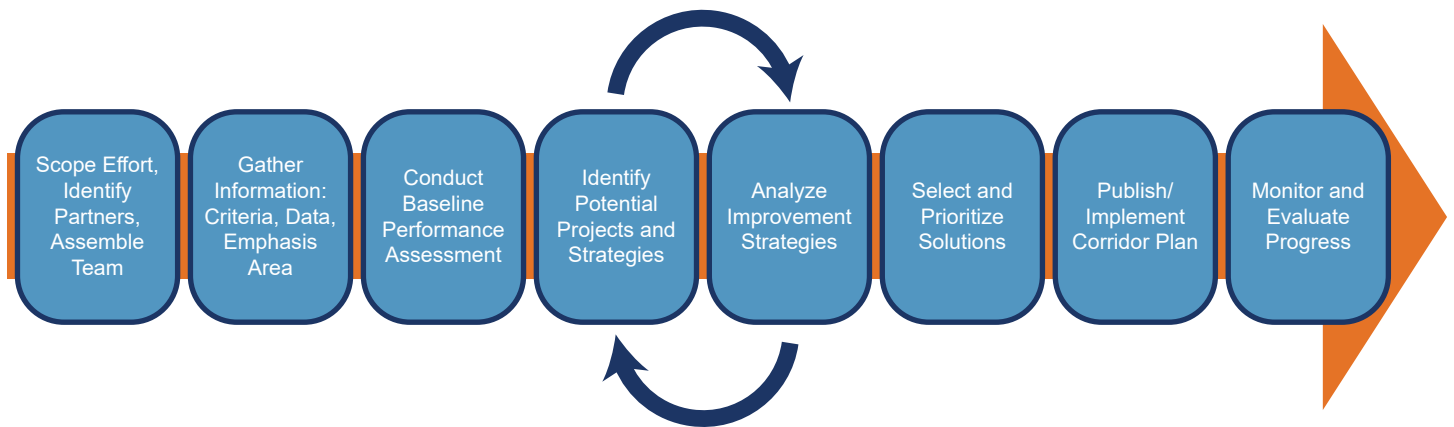 Scope Effort,
Identify
Partners,
Assemble
Team
Gather
Information:
Criteria, Data,
Emphasis
Area
Conduct
Baseline
Performance
Assessment
Identify
Potential
Projects and
Strategies
Analyze
Improvement
Strategies
Select and
Prioritize
Solutions
Publish/
Implement
Corridor Plan
Monitor and
Evaluate
Progress